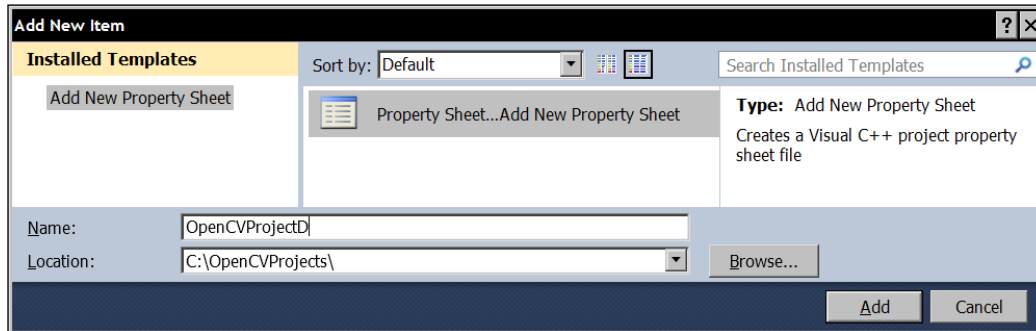 Add New Item
Installed Templates
Add New Property Sheet
Sort by: Default
Property Sheet...Add New Property Sheet
Search Installed Templates
Type: Add New Property Sheet
Creates a Visual C++ project property
sheet file
Name: OpenCVProjectD
Location: C:\OpenCVProjects\
Browse...
Add Cancel